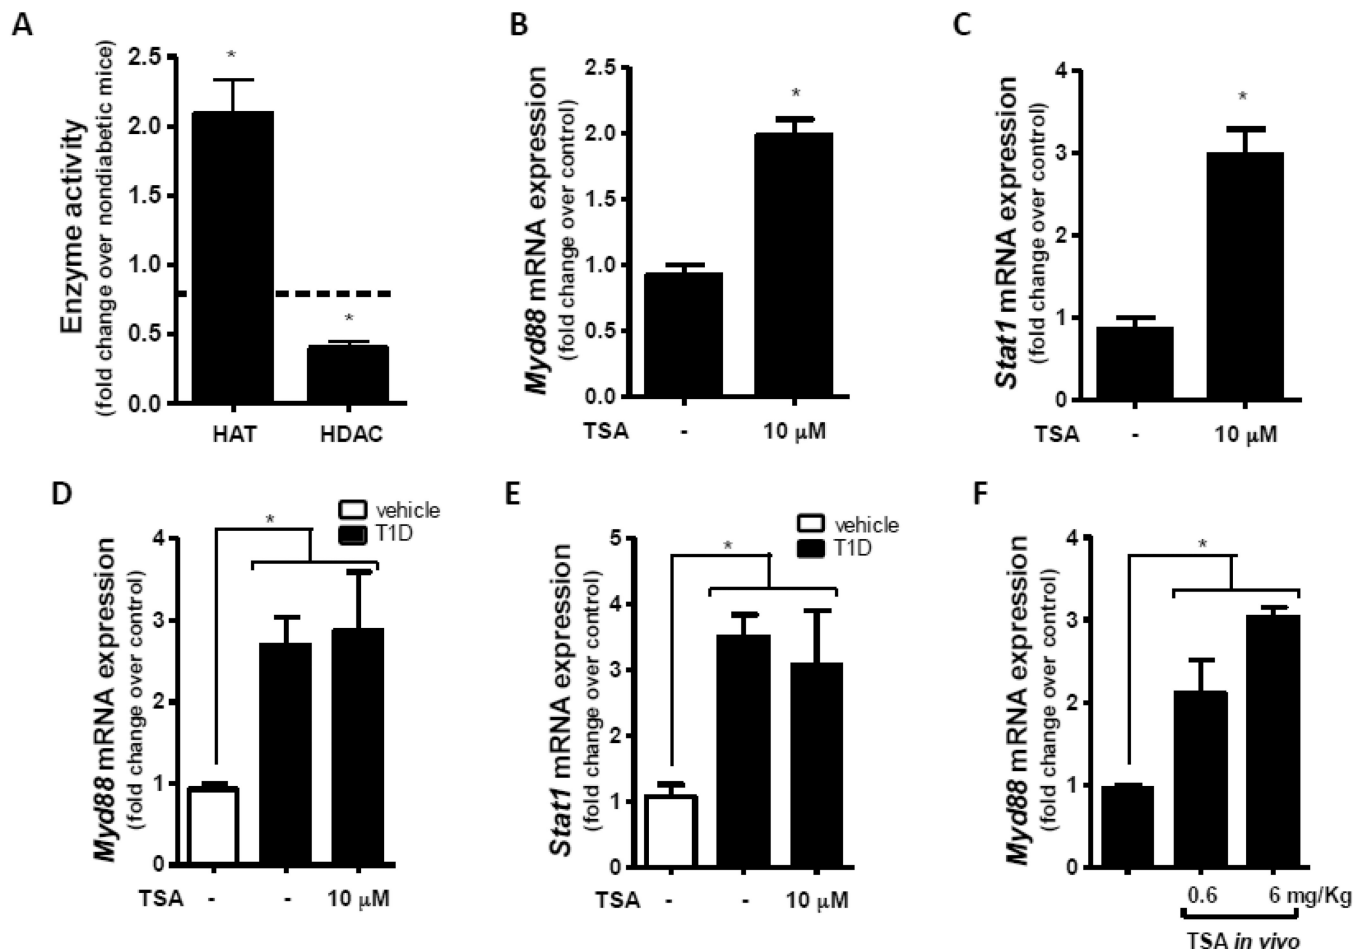 A
Enzyme activity
(fold change over nondiabetic mice)
2.5
2.0
1.5
1.0
0.5
0.0
*
*
HAT HDAC
B
Myd88 mRNA expression
(fold change over control)
2.5
2.0
1.5
1.0
0.5
0.0
*
TSA - 10 µM
C
Stat1 mRNA expression
(fold change over control)
4
3
2
1
0
*
TSA - 10 µM
D
vehicle
T1D
Myd88 mRNA expression
(fold change over control)
4
3
2
1
0
*
TSA - - 10 µM
E
vehicle
T1D
Stat1 mRNA expression
(fold change over control)
5
4
3
2
1
0
*
TSA - - 10 µM
F
Myd88 mRNA expression
(fold change over control)
4
3
2
1
0
*
0.6 6 mg/Kg
TSA in vivo